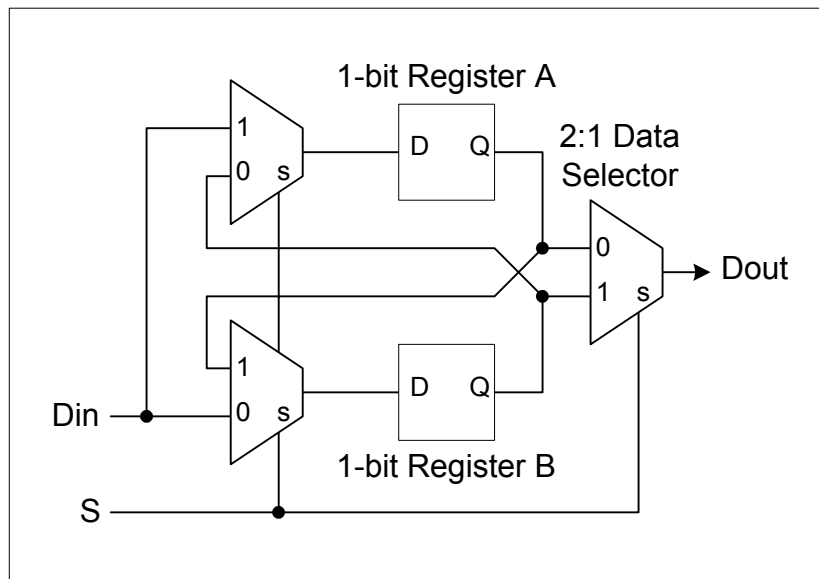 1-bit Register A
1
0
s
D
Q
2:1 Data
Selector
0
1
s
Dout
1
0
s
D
Q
Din
1-bit Register B
S